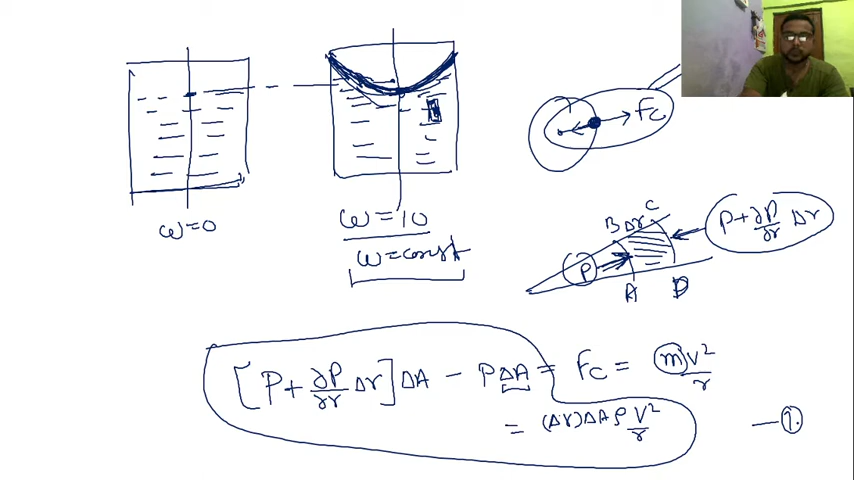 ω=0
ω=10
ω=const
Fc
B Δr C
P
A D
P+∂P/∂r Δr
[P+∂P/∂r Δr]ΔA - PΔA = Fc = mv²/r
= (Δr)ΔA ρ v²/r —①.